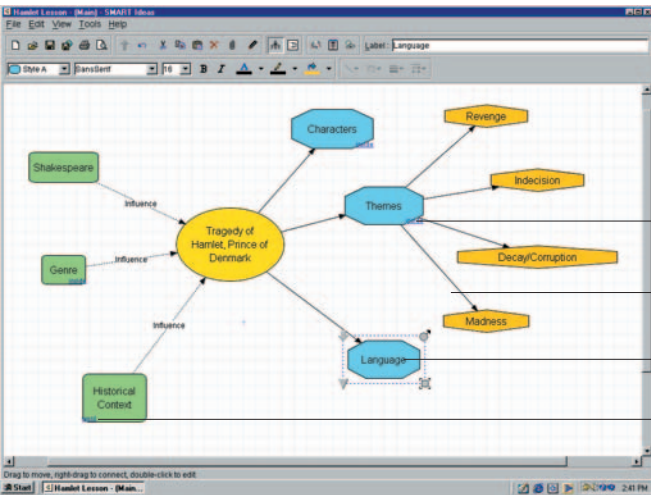 Hamlet Lesson - [Main] - SMART Ideas
File Edit View Tools Help
Label: Language
Style A SansSerif 16 B I A
Characters
Revenge
Shakespeare
Indecision
Influence
Themes
Tragedy of
Hamlet, Prince of
Denmark
Influence
Genre
Decay/Corruption
Madness
Influence
Language
Historical
Context
Drag to move, right-drag to connect, double-click to edit.
Start Hamlet Lesson - [Main... 2:41 PM